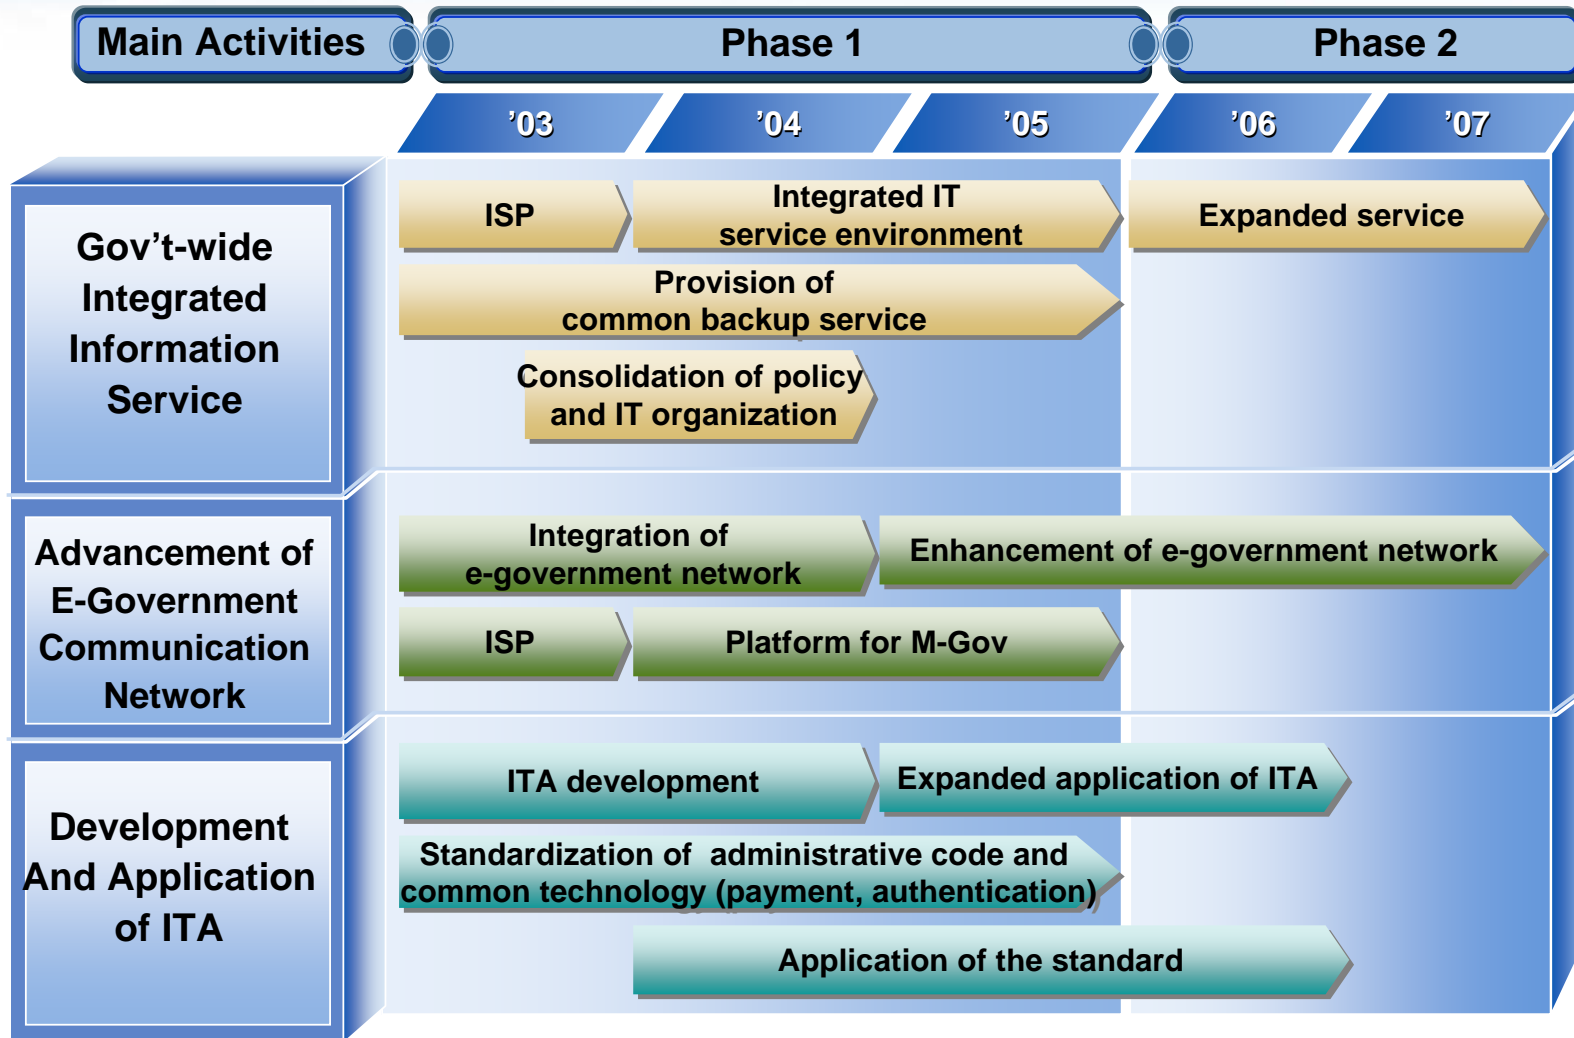 Main Activities
Phase 1
Phase 2
’03
’04
’05
’06
’07
Gov’t-wide
Integrated
Information
Service
ISP
Integrated IT
service environment
Expanded service
Provision of
common backup service
Consolidation of policy
and IT organization
Advancement of
E-Government
Communication
Network
Integration of
e-government network
Enhancement of e-government network
ISP
Platform for M-Gov
Development
And Application
of ITA
ITA development
Expanded application of ITA
Standardization of administrative code and
common technology (payment, authentication)
Application of the standard